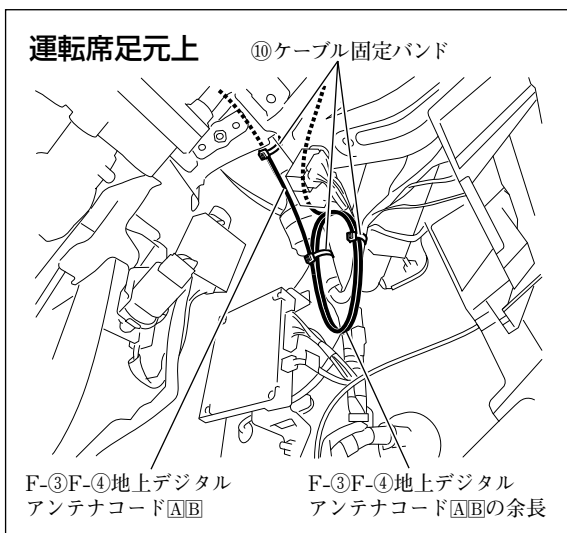 運転席足元上
⑩ケーブル固定バンド
F-③F-④地上デジタル
アンテナコード🄰🄱
F-③F-④地上デジタル
アンテナコード🄰🄱の余長